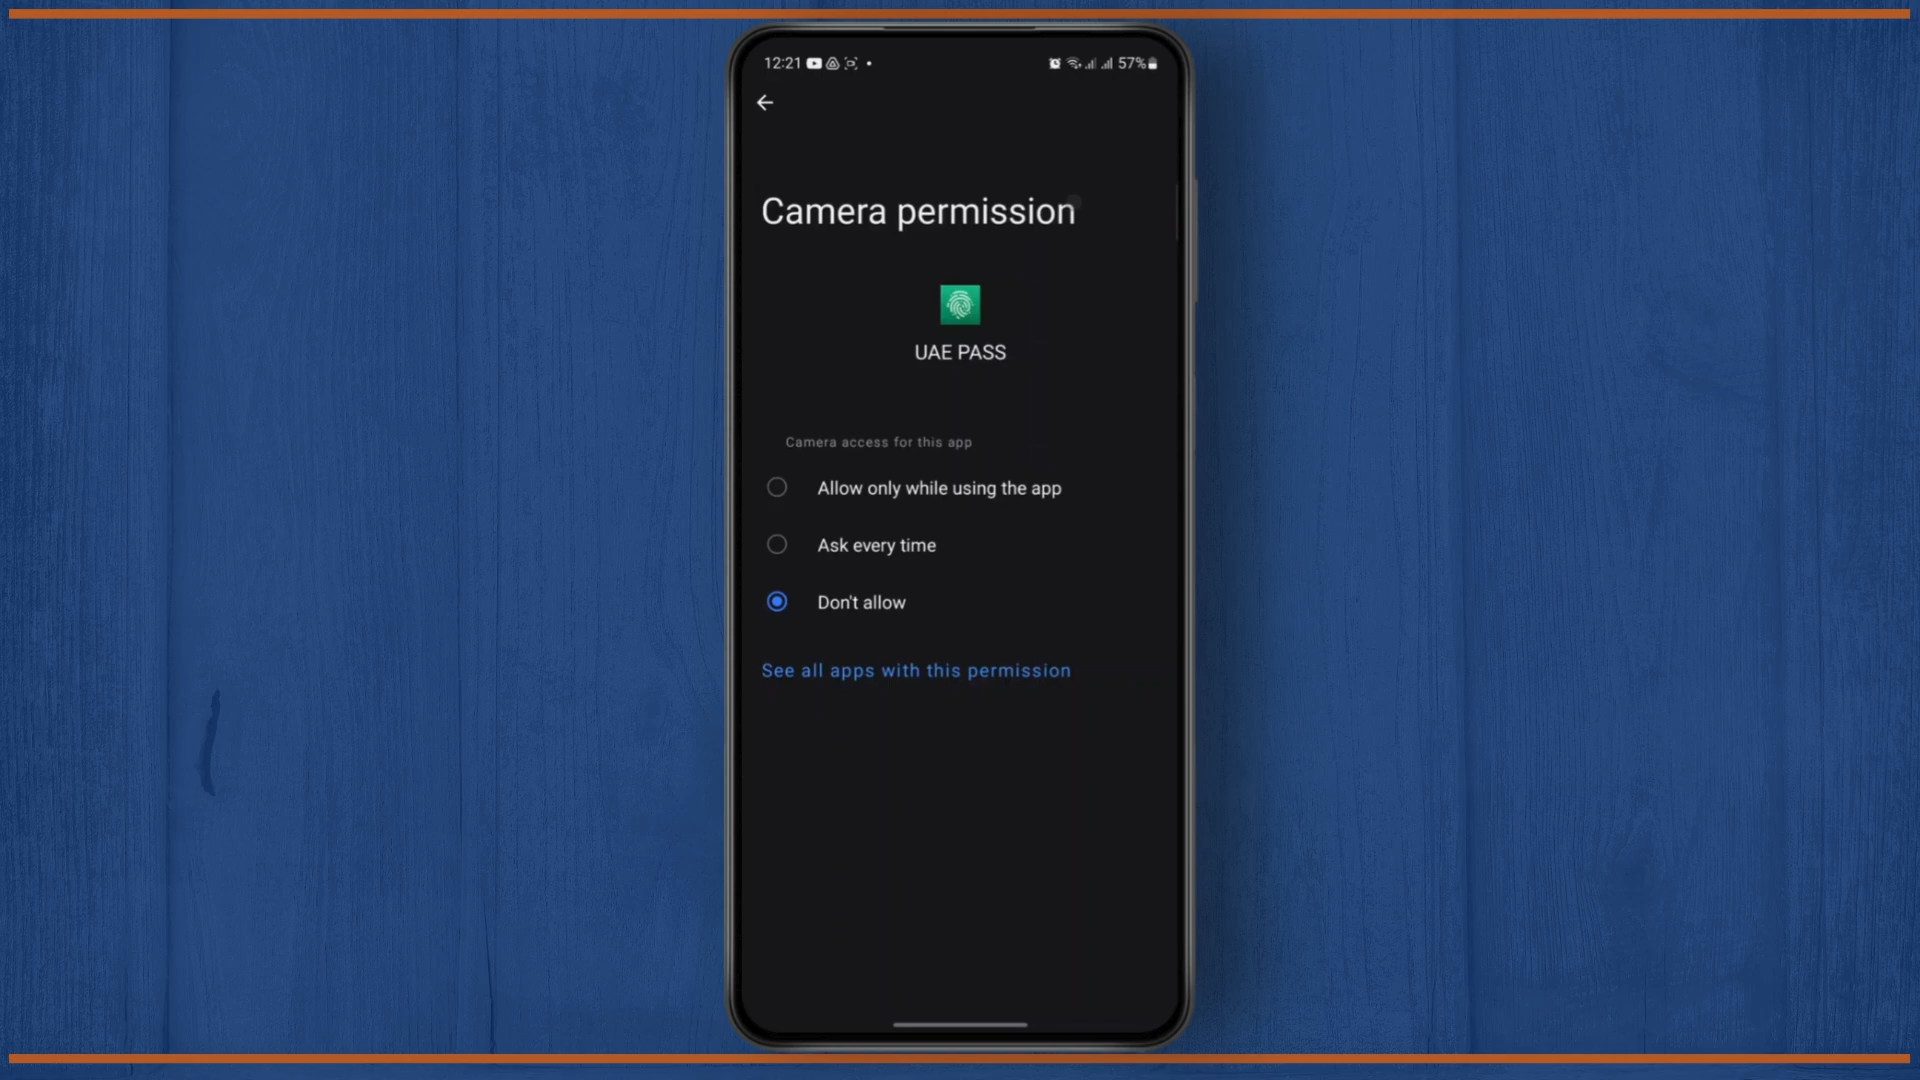 12:21
57%
Camera permission
UAE PASS
Camera access for this app
Allow only while using the app
Ask every time
Don't allow
See all apps with this permission